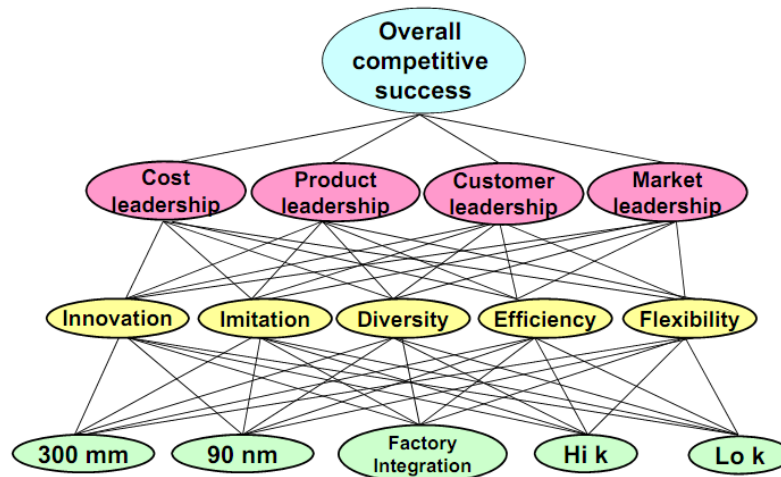 Overall
competitive
success
Cost
leadership
Product
leadership
Customer
leadership
Market
leadership
Innovation
Imitation
Diversity
Efficiency
Flexibility
300 mm
90 nm
Factory
Integration
Hi k
Lo k